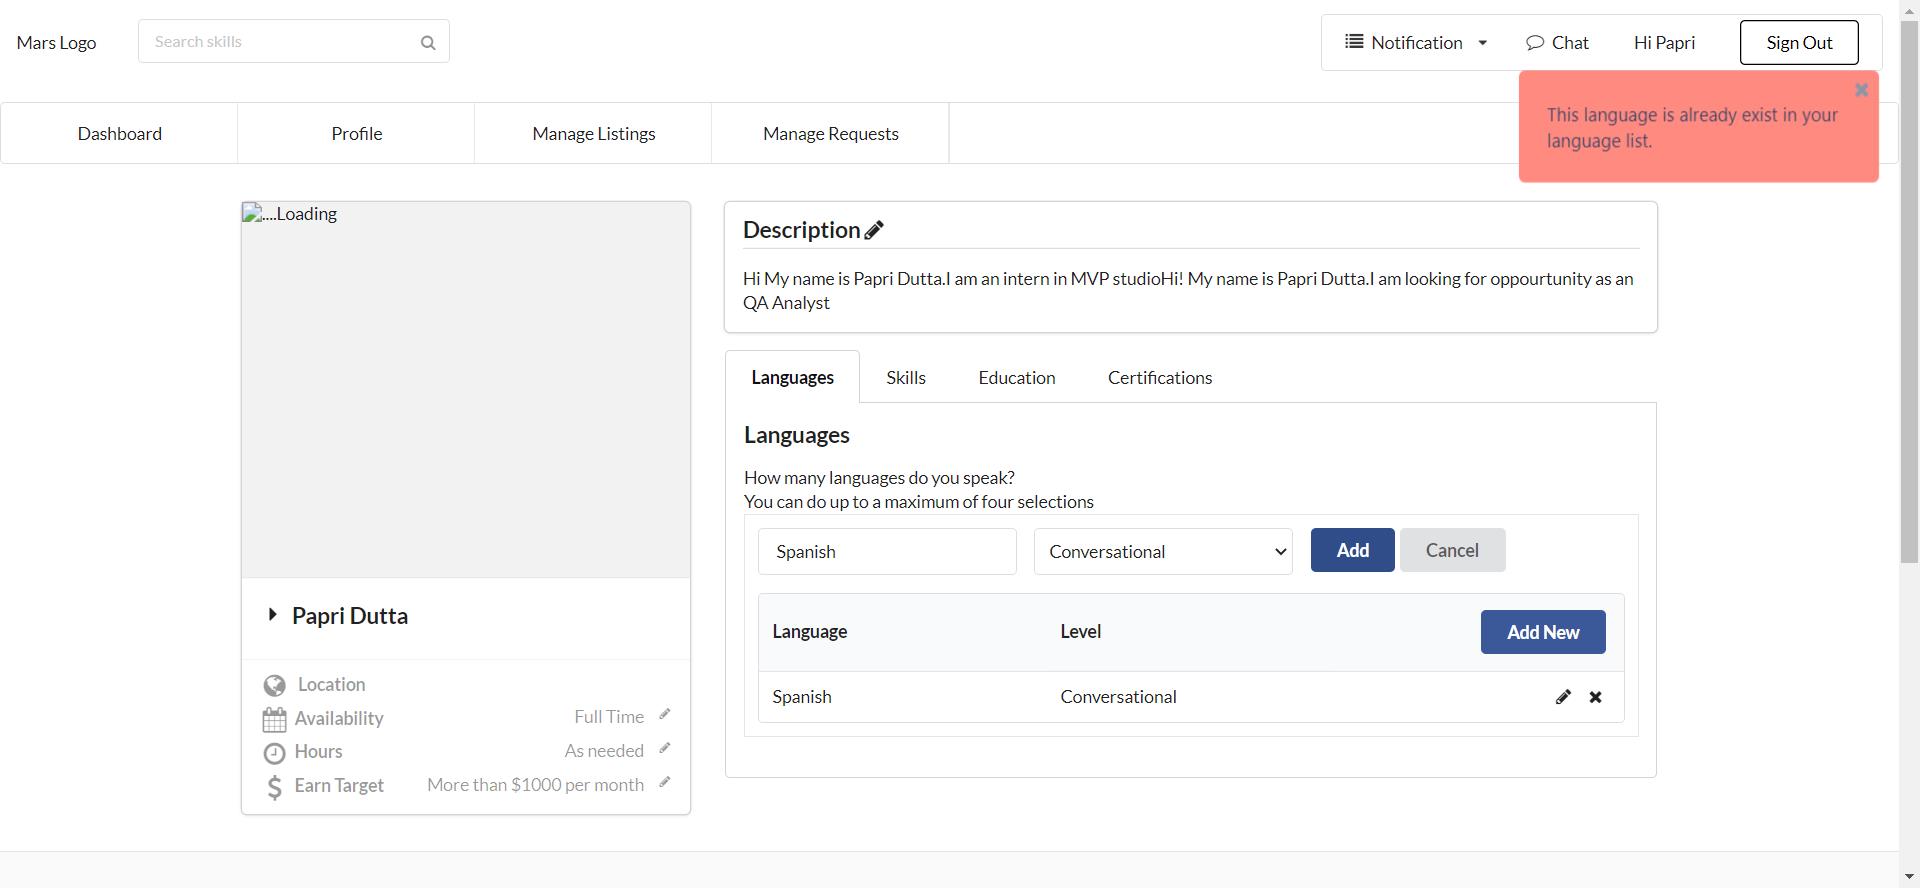 Mars Logo
Search skills
Notification
Chat
Hi Papri
Sign Out
This language is already exist in your
language list.
Dashboard
Profile
Manage Listings
Manage Requests
....Loading
Papri Dutta
Location
Availability
Full Time
Hours
As needed
Earn Target
More than $1000 per month
Description
Hi My name is Papri Dutta.I am an intern in MVP studioHi! My name is Papri Dutta.I am looking for oppourtunity as an
QA Analyst
Languages
Skills
Education
Certifications
Languages
How many languages do you speak?
You can do up to a maximum of four selections
Spanish
Conversational
Add
Cancel
Language
Level
Add New
Spanish
Conversational